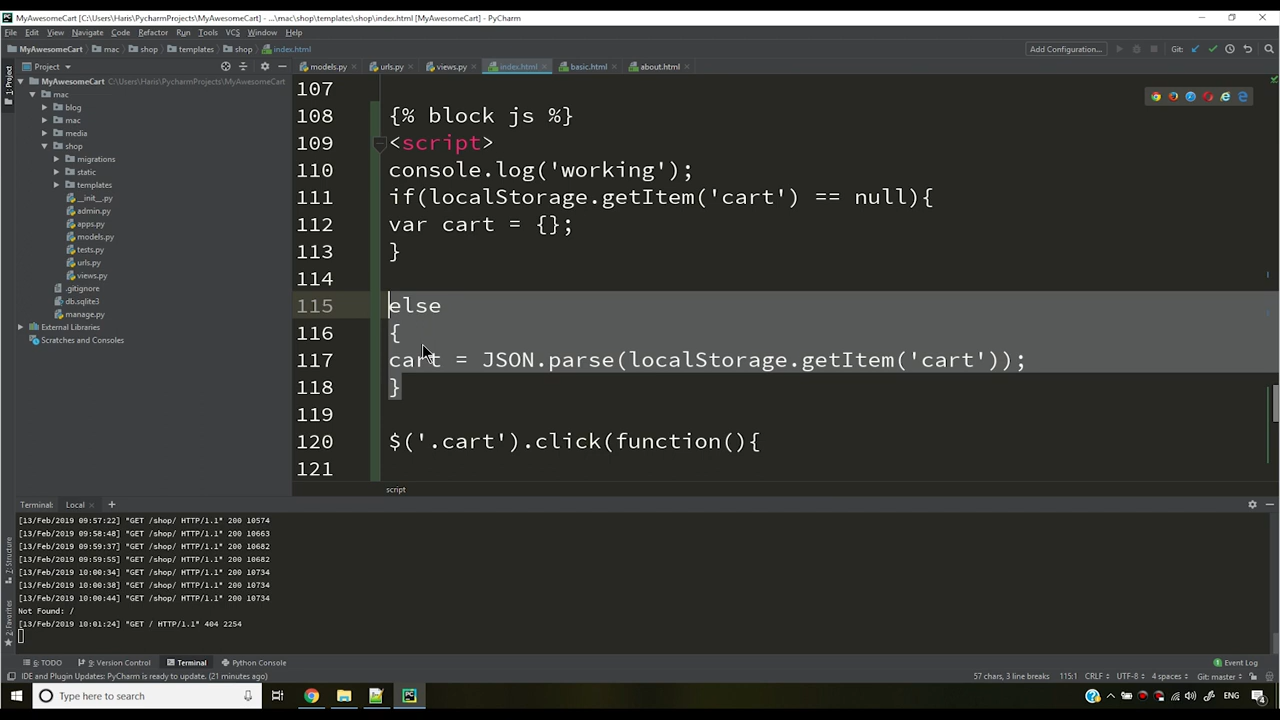 MyAwesomeCart [C:\Users\Haris\PycharmProjects\MyAwesomeCart] - ...\mac\shop\templates\shop\index.html [MyAwesomeCart] - PyCharm
File Edit View Navigate Code Refactor Run Tools VCS Window Help
MyAwesomeCart mac shop templates shop index.html
Add Configuration... Git:
Project
models.py urls.py views.py index.html basic.html about.html
1: Project
MyAwesomeCart C:\Users\Haris\PycharmProjects\MyAwesomeCart
mac
blog
mac
media
shop
migrations
static
templates
__init__.py
admin.py
apps.py
models.py
tests.py
urls.py
views.py
.gitignore
db.sqlite3
manage.py
External Libraries
Scratches and Consoles
107
108 {% block js %}
109 <script>
110 console.log('working');
111 if(localStorage.getItem('cart') == null){
112 var cart = {};
113 }
114
115 else
116 {
117 cart = JSON.parse(localStorage.getItem('cart'));
118 }
119
120 $('.cart').click(function(){
121
script
Terminal: Local +
[13/Feb/2019 09:57:22] "GET /shop/ HTTP/1.1" 200 10574
[13/Feb/2019 09:58:48] "GET /shop/ HTTP/1.1" 200 10663
[13/Feb/2019 09:59:37] "GET /shop/ HTTP/1.1" 200 10682
[13/Feb/2019 09:59:55] "GET /shop/ HTTP/1.1" 200 10682
[13/Feb/2019 10:00:34] "GET /shop/ HTTP/1.1" 200 10734
[13/Feb/2019 10:00:38] "GET /shop/ HTTP/1.1" 200 10734
[13/Feb/2019 10:00:44] "GET /shop/ HTTP/1.1" 200 10734
Not Found: /
[13/Feb/2019 10:01:24] "GET / HTTP/1.1" 404 2254
7: Structure
2: Favorites
6: TODO 9: Version Control Terminal Python Console Event Log
IDE and Plugin Updates: PyCharm is ready to update. (21 minutes ago) 57 chars, 3 line breaks 115:1 CRLF UTF-8 4 spaces Git: master
Type here to search
ENG
4